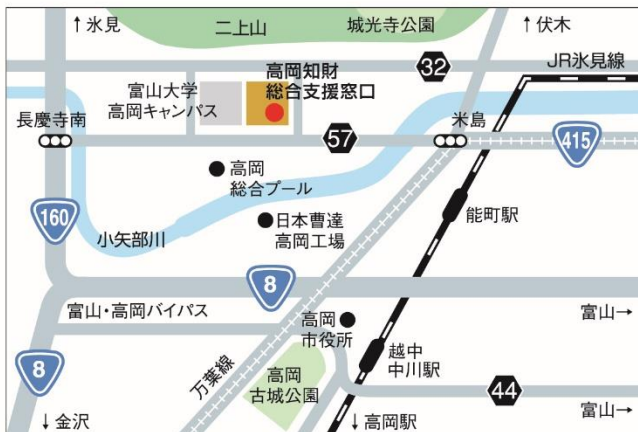 ↑氷見
二上山
城光寺公園
↑伏木
32
JR氷見線
富山大学
高岡キャンパス
高岡知財
総合支援窓口
長慶寺南
57
米島
415
高岡
総合プール
160
小矢部川
日本曹達
高岡工場
能町駅
8
富山・高岡バイパス
富山→
高岡
市役所
8
万葉線
越中
中川駅
高岡
古城公園
44
↓金沢
↓高岡駅
富山→